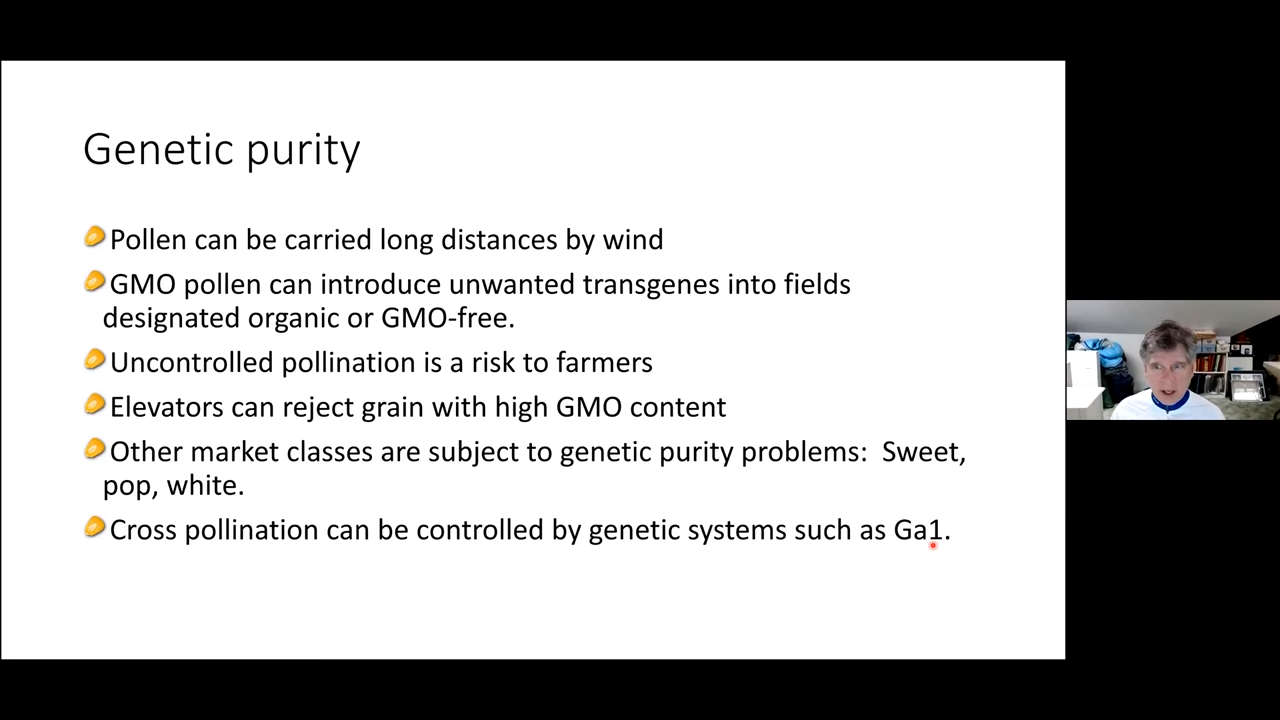 Genetic purity
Pollen can be carried long distances by wind
GMO pollen can introduce unwanted transgenes into fields
designated organic or GMO-free.
Uncontrolled pollination is a risk to farmers
Elevators can reject grain with high GMO content
Other market classes are subject to genetic purity problems:  Sweet,
pop, white.
Cross pollination can be controlled by genetic systems such as Ga1.